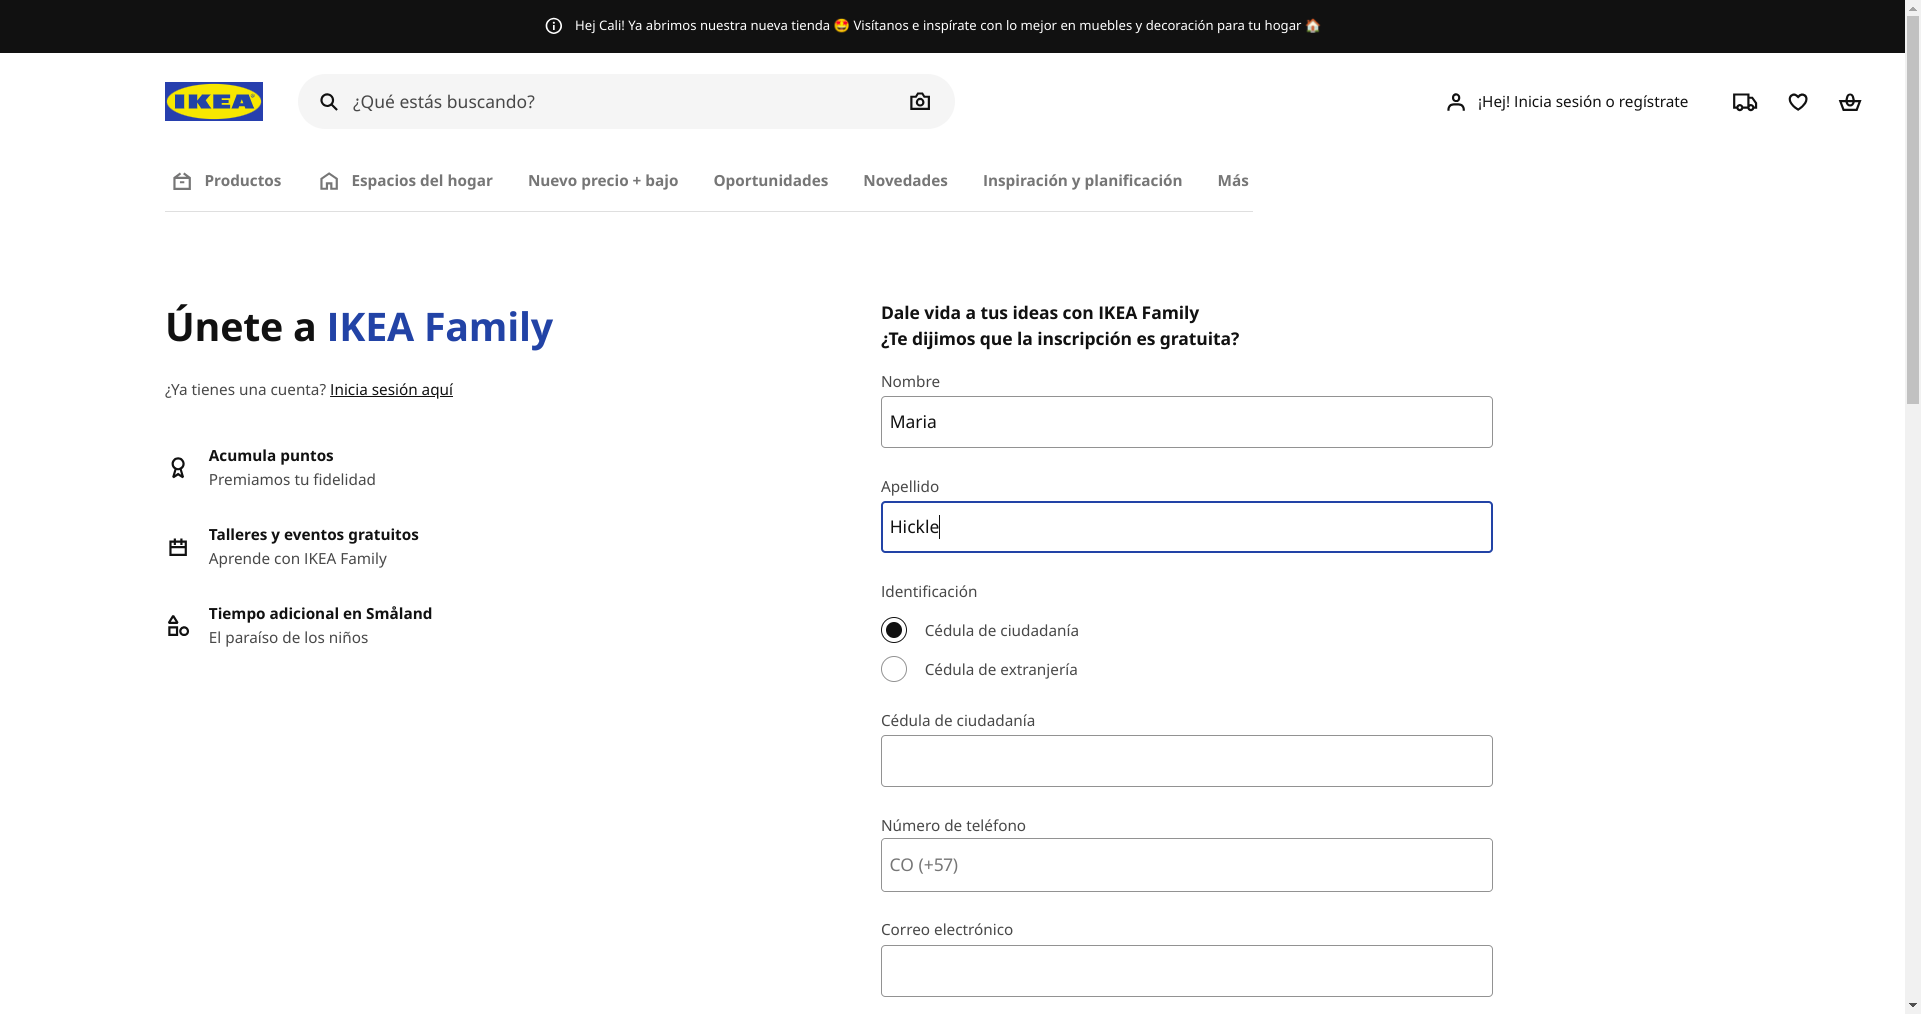 Hej Cali! Ya abrimos nuestra nueva tienda 🤩 Visítanos e inspírate con lo mejor en muebles y decoración para tu hogar 🏠
IKEA
¿Qué estás buscando?
¡Hej! Inicia sesión o regístrate
Productos
Espacios del hogar
Nuevo precio + bajo
Oportunidades
Novedades
Inspiración y planificación
Más
Únete a IKEA Family
¿Ya tienes una cuenta? Inicia sesión aquí
Acumula puntos
Premiamos tu fidelidad
Talleres y eventos gratuitos
Aprende con IKEA Family
Tiempo adicional en Småland
El paraíso de los niños
Dale vida a tus ideas con IKEA Family
¿Te dijimos que la inscripción es gratuita?
Nombre
Maria
Apellido
Hickle
Identificación
Cédula de ciudadanía
Cédula de extranjería
Cédula de ciudadanía
Número de teléfono
CO (+57)
Correo electrónico